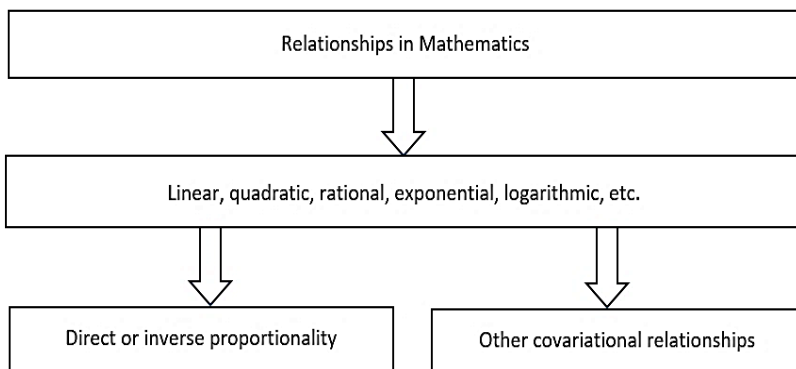 Relationships in Mathematics
Linear, quadratic, rational, exponential, logarithmic, etc.
Direct or inverse proportionality
Other covariational relationships